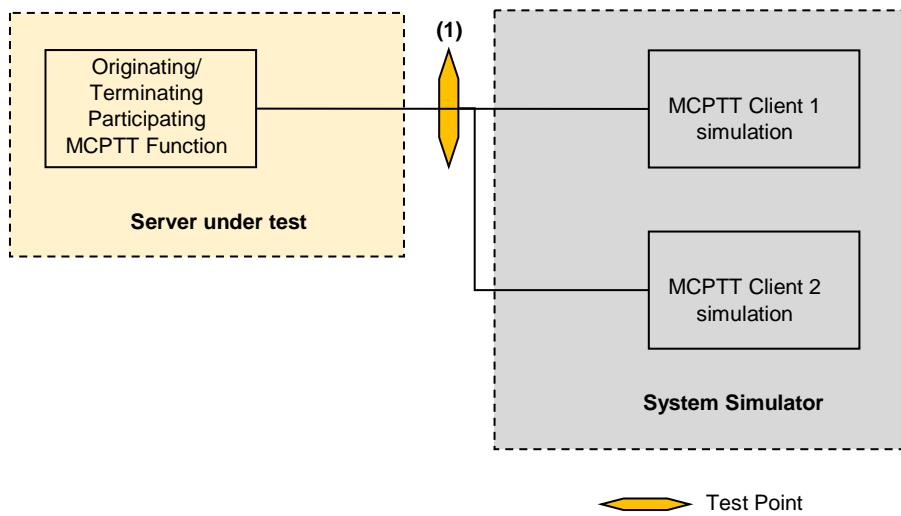 (1)
Originating/
Terminating
Participating
MCPTT Function
Server under test
MCPTT Client 1
simulation
MCPTT Client 2
simulation
System Simulator
Test Point